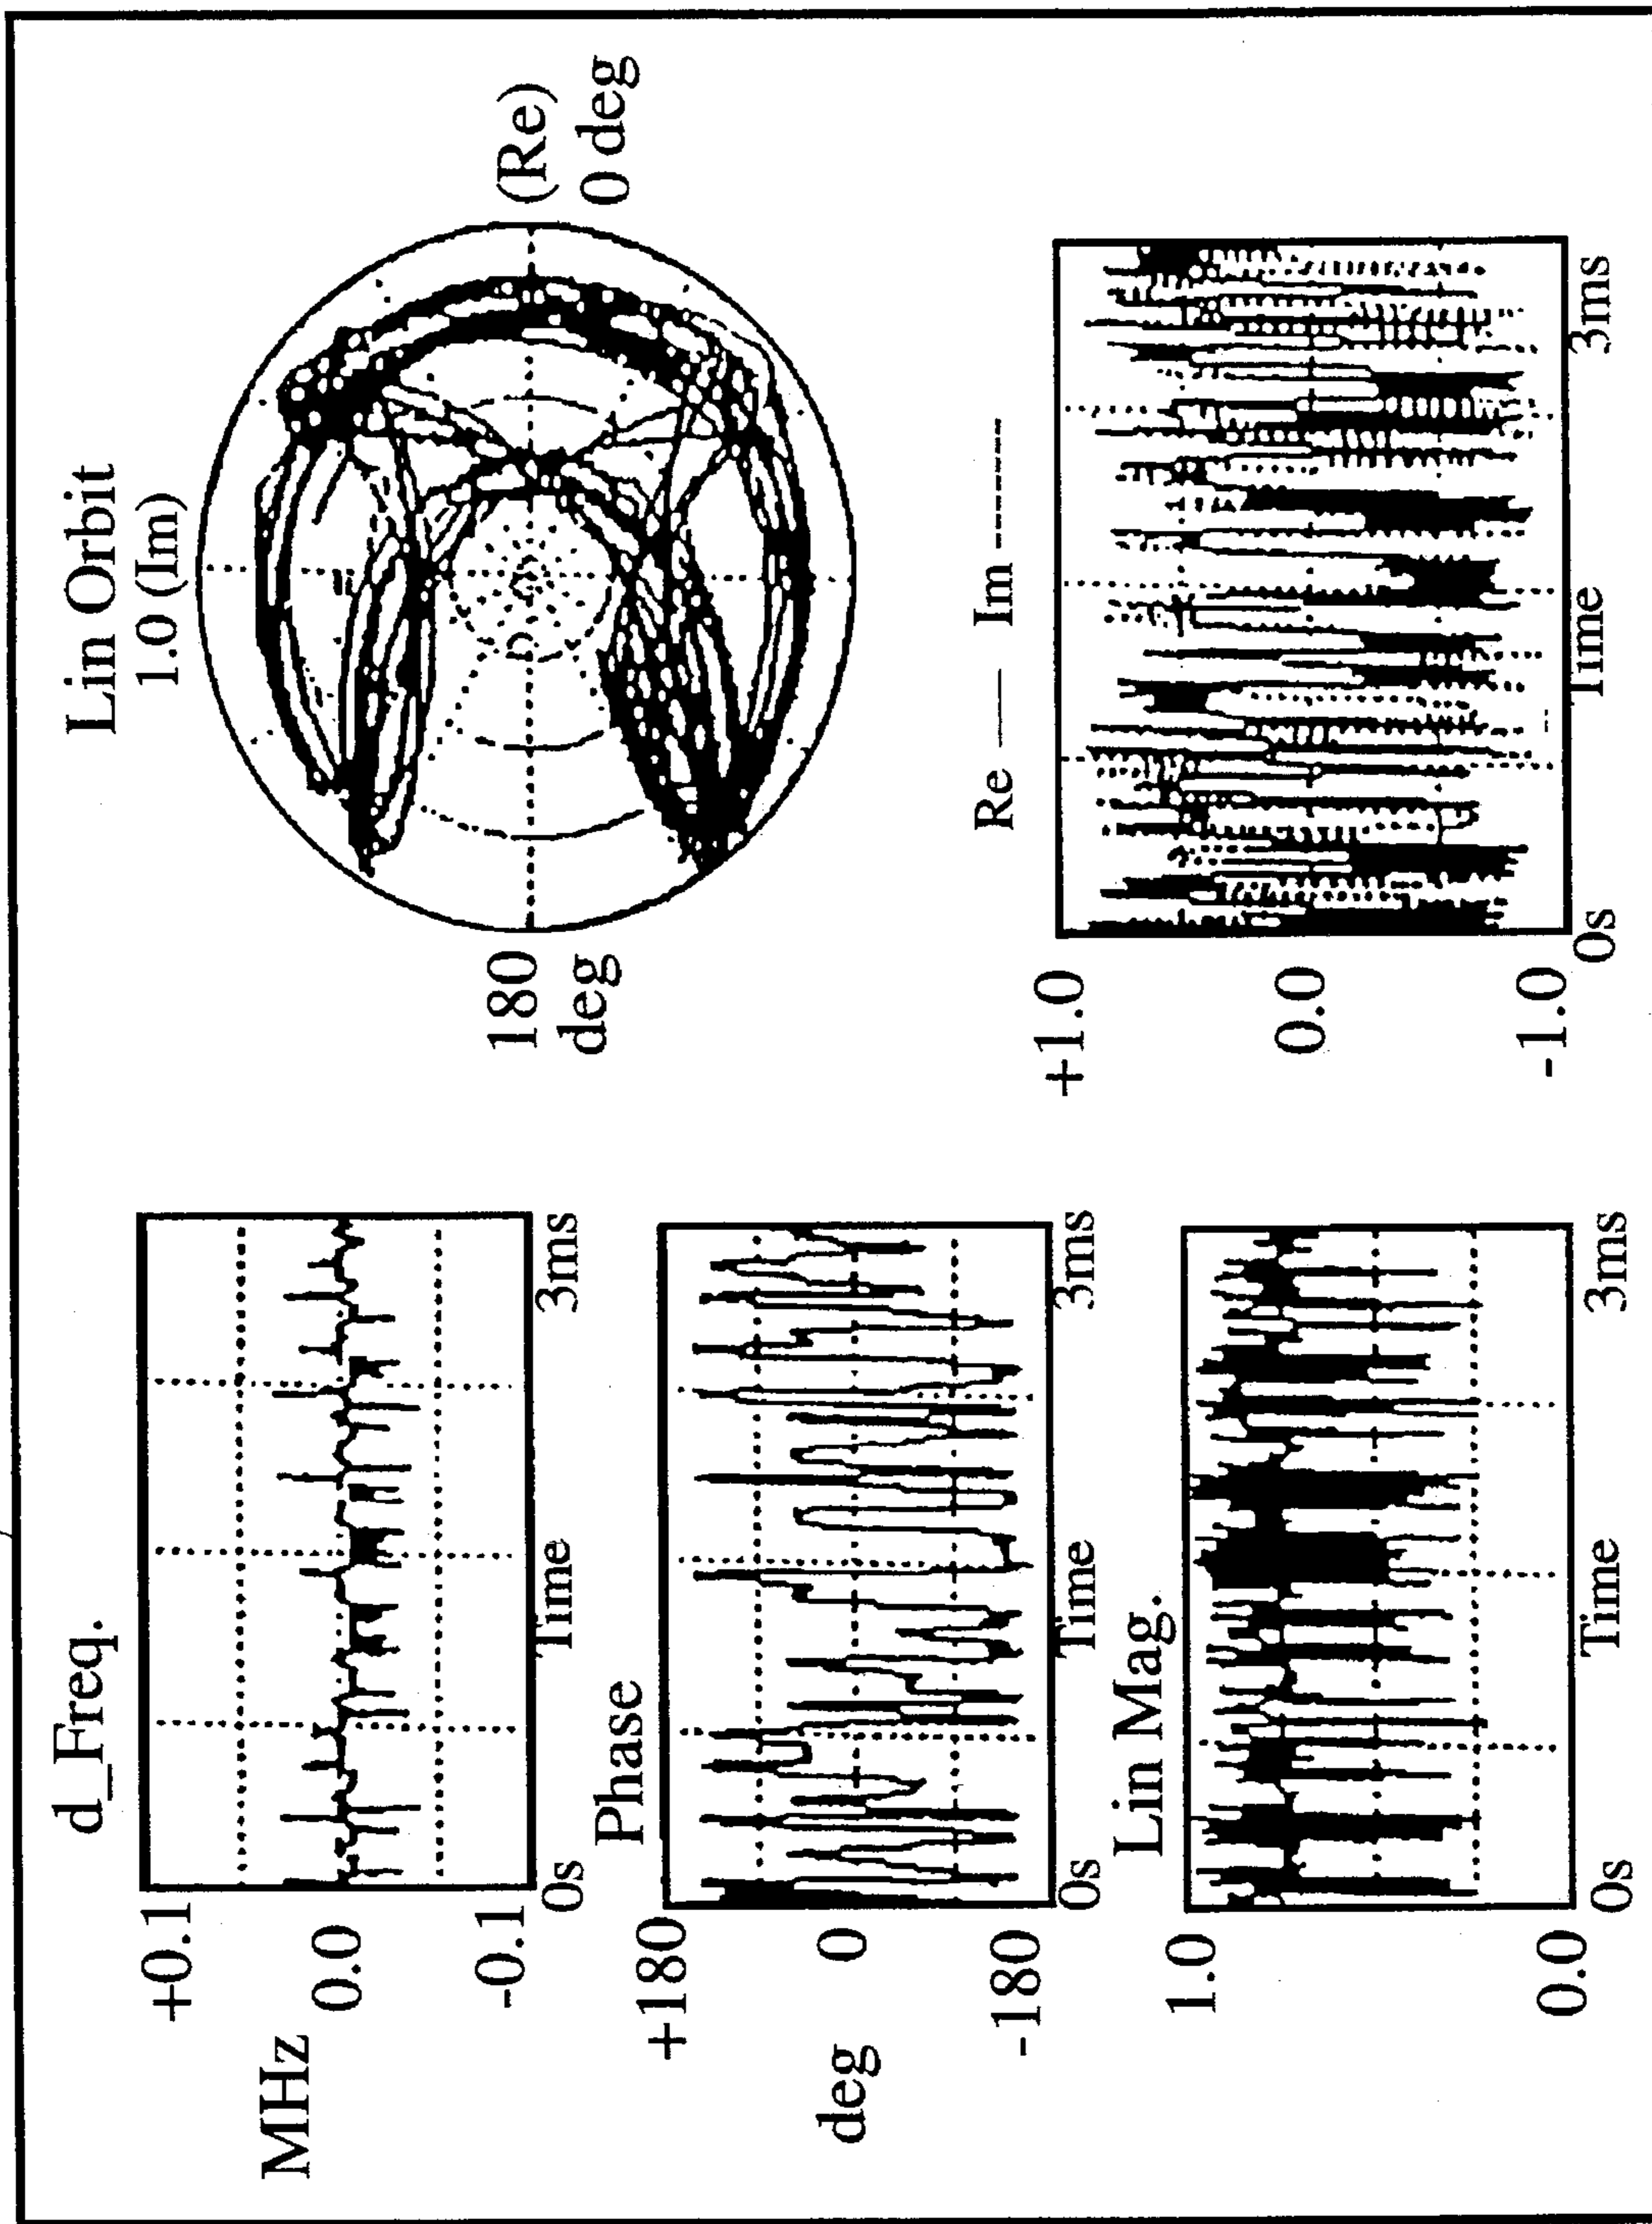 d_Freq.
MHz
+0.1
0.0
-0.1
0s
Time
3ms
Phase
deg
+180
0
-180
0s
Time
3ms
Lin Mag.
1.0
0.0
0s
Time
3ms
Lin Orbit
1.0 (Im)
180
deg
(Re)
0 deg
Re — Im -------
+1.0
0.0
-1.0
0s
Time
3ms